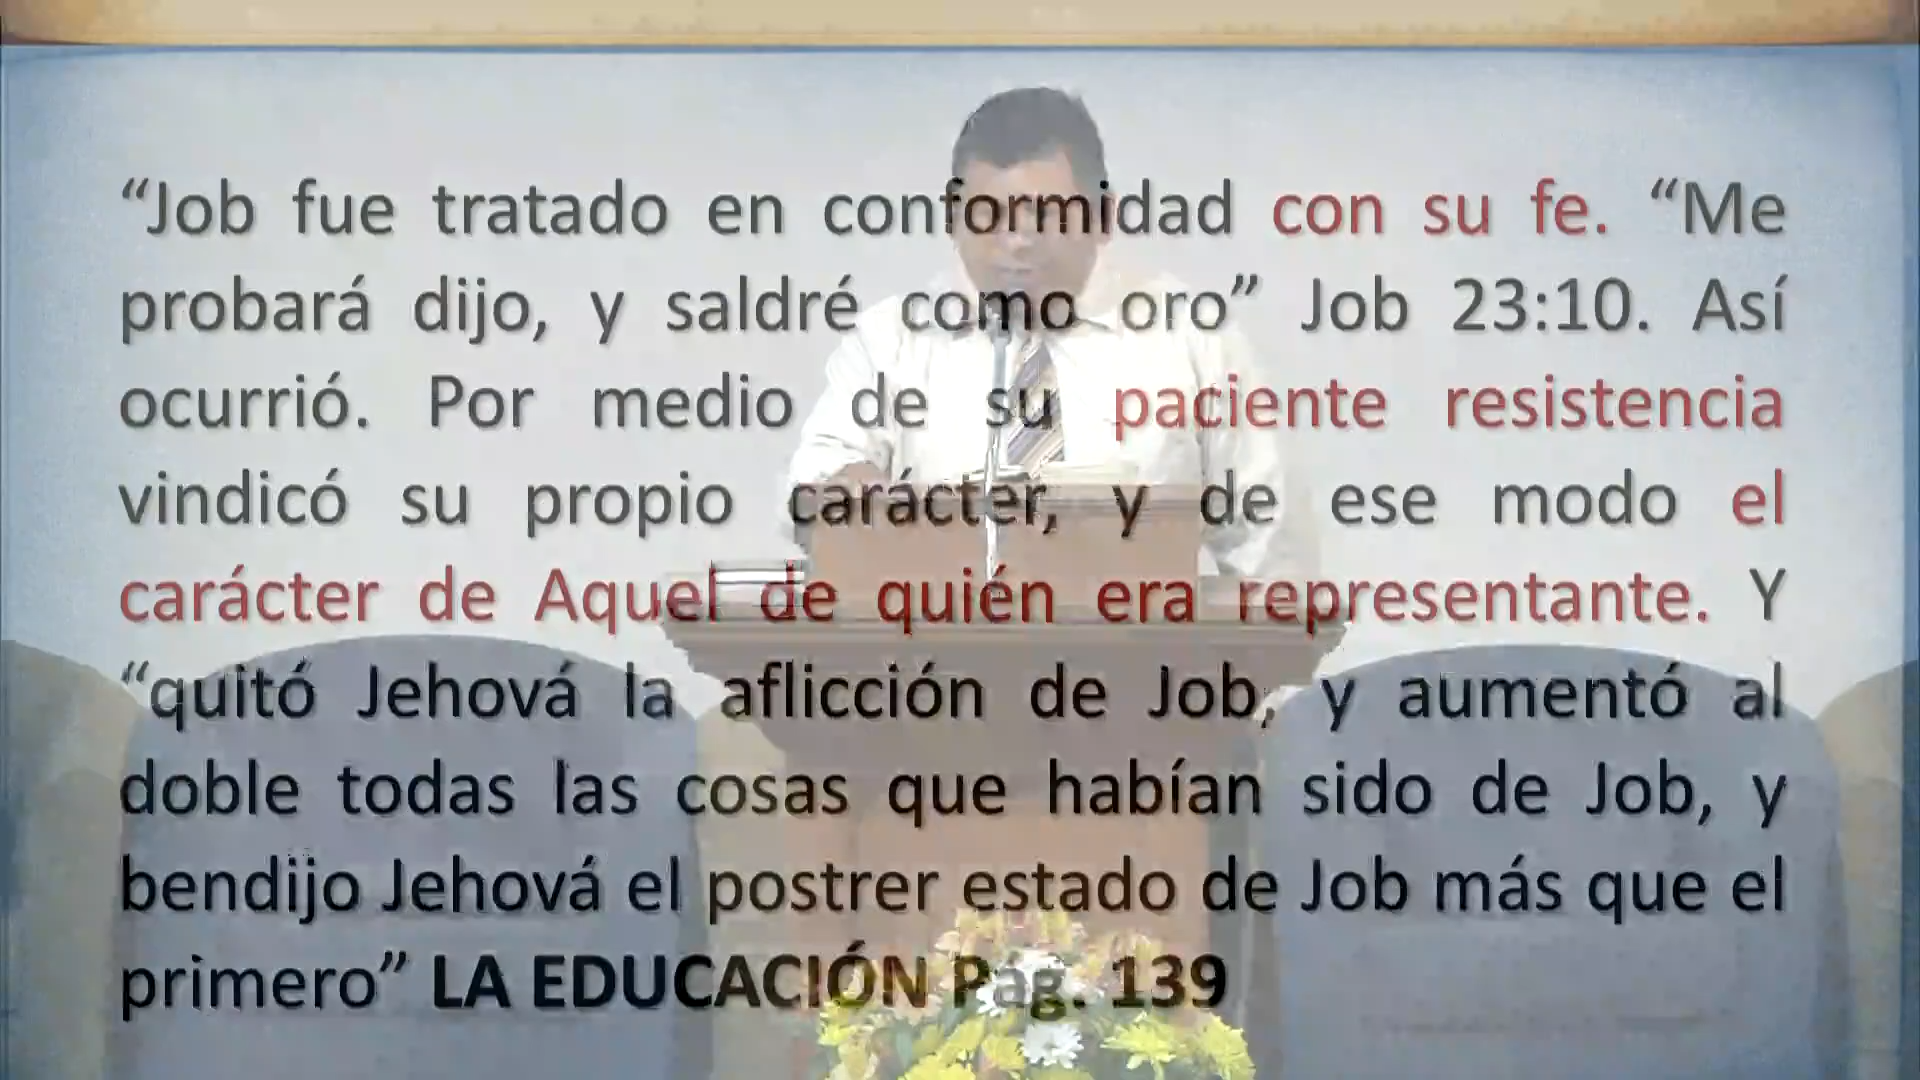 “Job fue tratado en conformidad con su fe. “Me
probará dijo, y saldré como oro” Job 23:10. Así
ocurrió. Por medio de su paciente resistencia
vindicó su propio carácter, y de ese modo el
carácter de Aquel de quién era representante. Y
“quitó Jehová la aflicción de Job, y aumentó al
doble todas las cosas que habían sido de Job, y
bendijo Jehová el postrer estado de Job más que el
primero” LA EDUCACIÓN Pag. 139